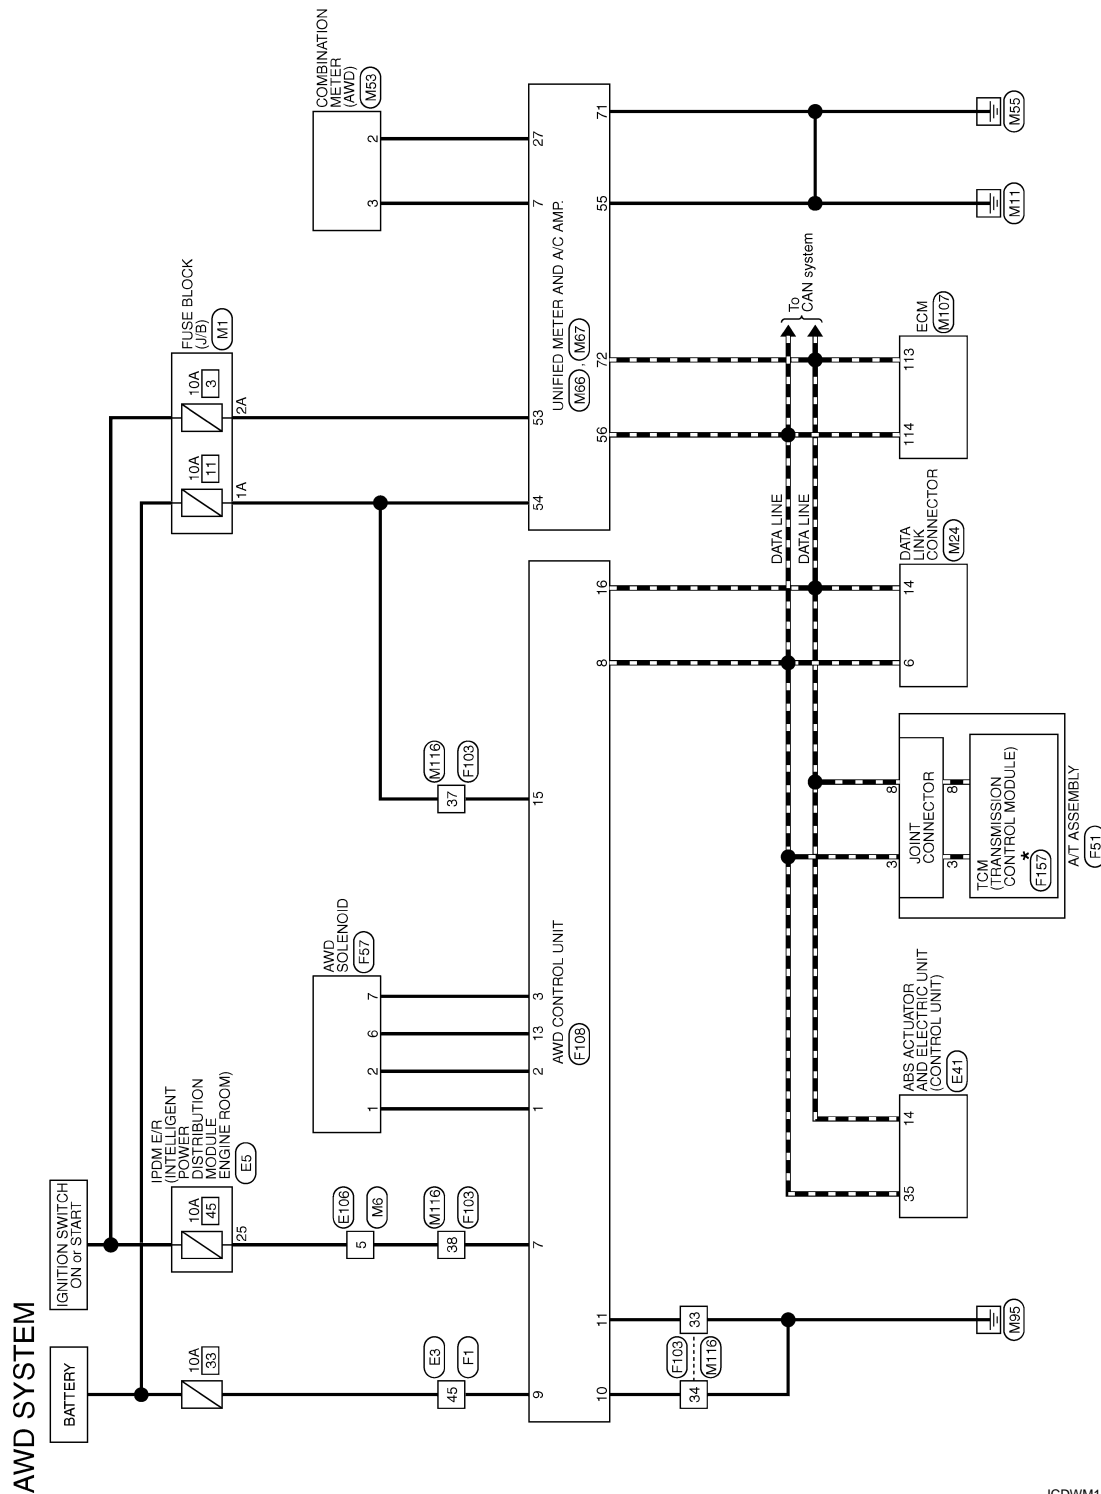 AWD SYSTEM
BATTERY
IGNITION SWITCH
ON or START
10A
33
IPDM E/R
(INTELLIGENT
POWER
DISTRIBUTION
MODULE
ENGINE ROOM)
E5
10A
45
25
FUSE BLOCK
(J/B)
M1
10A
11
1A
10A
3
2A
E3
F1
45
E106
M6
5
M116
F103
38
AWD
SOLENOID
F57
1
2
6
7
M116
F103
37
COMBINATION
METER
(AWD)
M53
3
2
9
7
1
2
13
3
15
AWD CONTROL UNIT
F108
10
11
8
16
54
53
7
27
UNIFIED METER AND A/C AMP.
M66 , M67
56
72
55
71
F103
M116
34
33
M95
DATA LINE
DATA LINE
To
CAN system
ABS ACTUATOR
AND ELECTRIC UNIT
(CONTROL UNIT)
E41
35
14
JOINT
CONNECTOR
3
8
3
8
TCM
(TRANSMISSION
CONTROL MODULE)
*
F157
A/T ASSEMBLY
F51
DATA
LINK
CONNECTOR
M24
6
14
ECM
M107
114
113
M11
M55